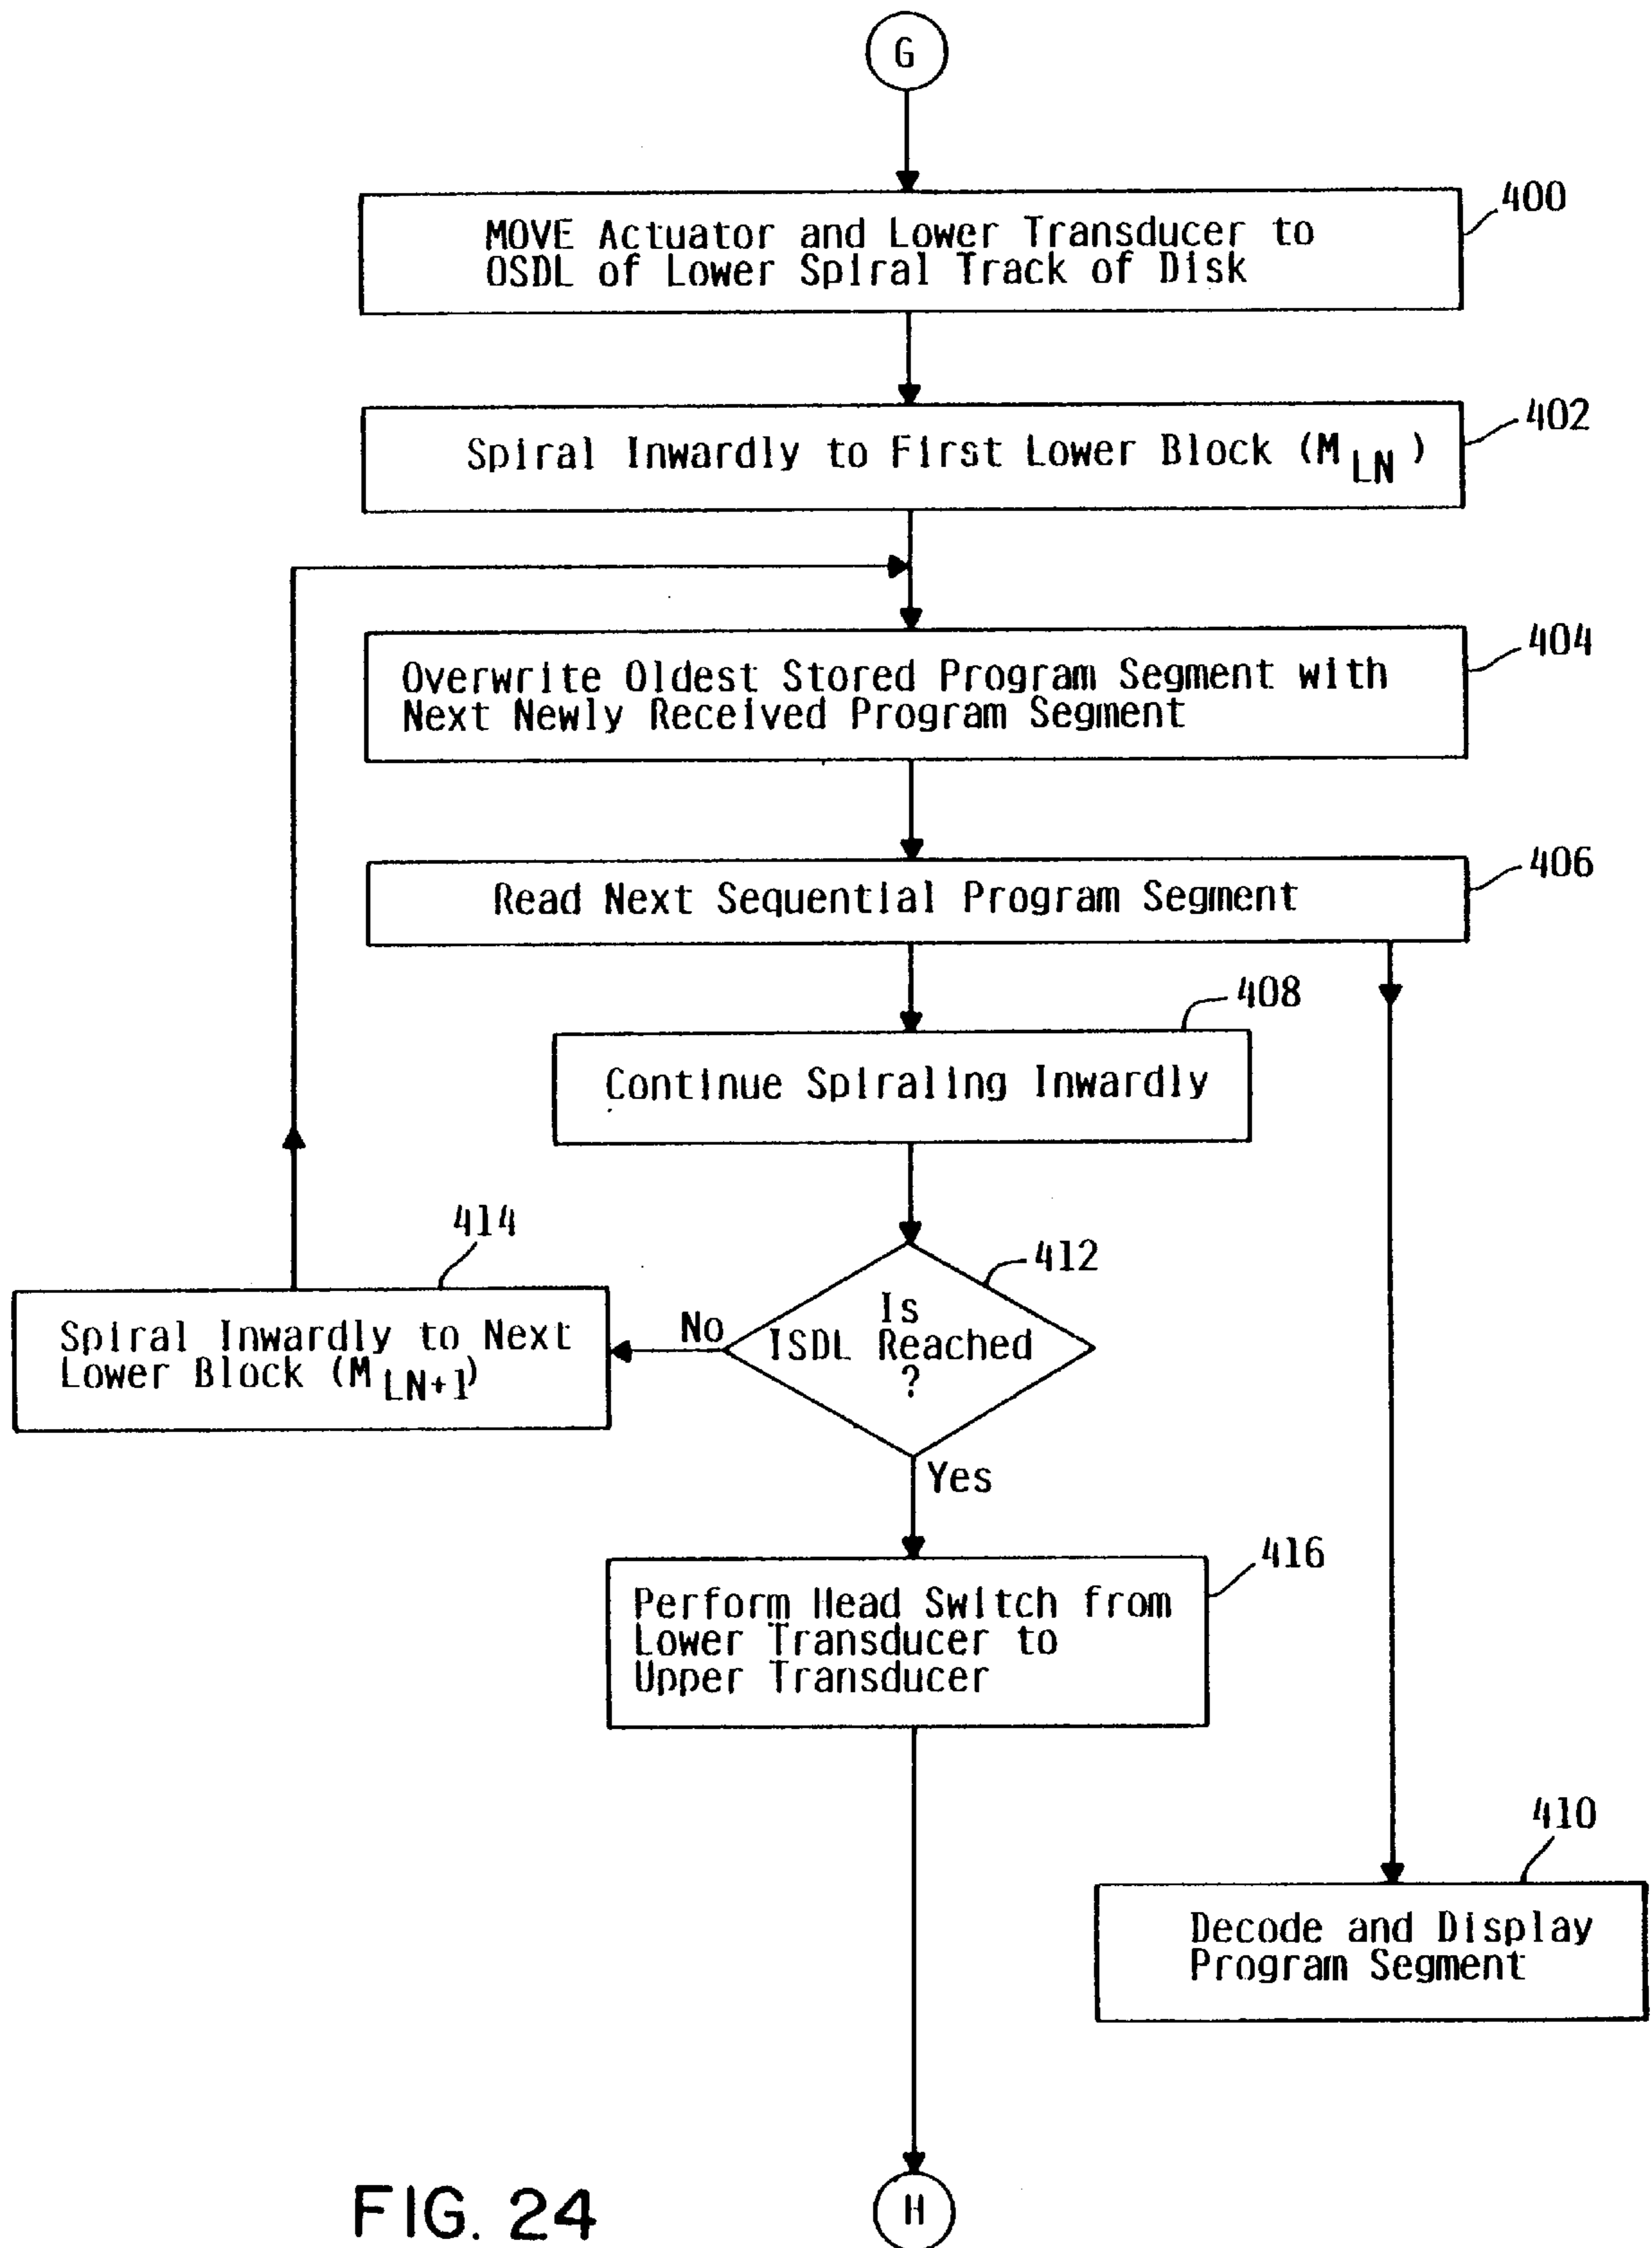 G
400
MOVE Actuator and Lower Transducer to
OSDL of Lower Spiral Track of Disk
402
Spiral Inwardly to First Lower Block (M LN )
404
Overwrite Oldest Stored Program Segment with
Next Newly Received Program Segment
406
Read Next Sequential Program Segment
408
Continue Spiraling Inwardly
414
412
Spiral Inwardly to Next
Lower Block (M LN+1)
No
Is
ISDL Reached
?
Yes
416
Perform Head Switch from
Lower Transducer to
Upper Transducer
410
Decode and Display
Program Segment
FIG. 24
H